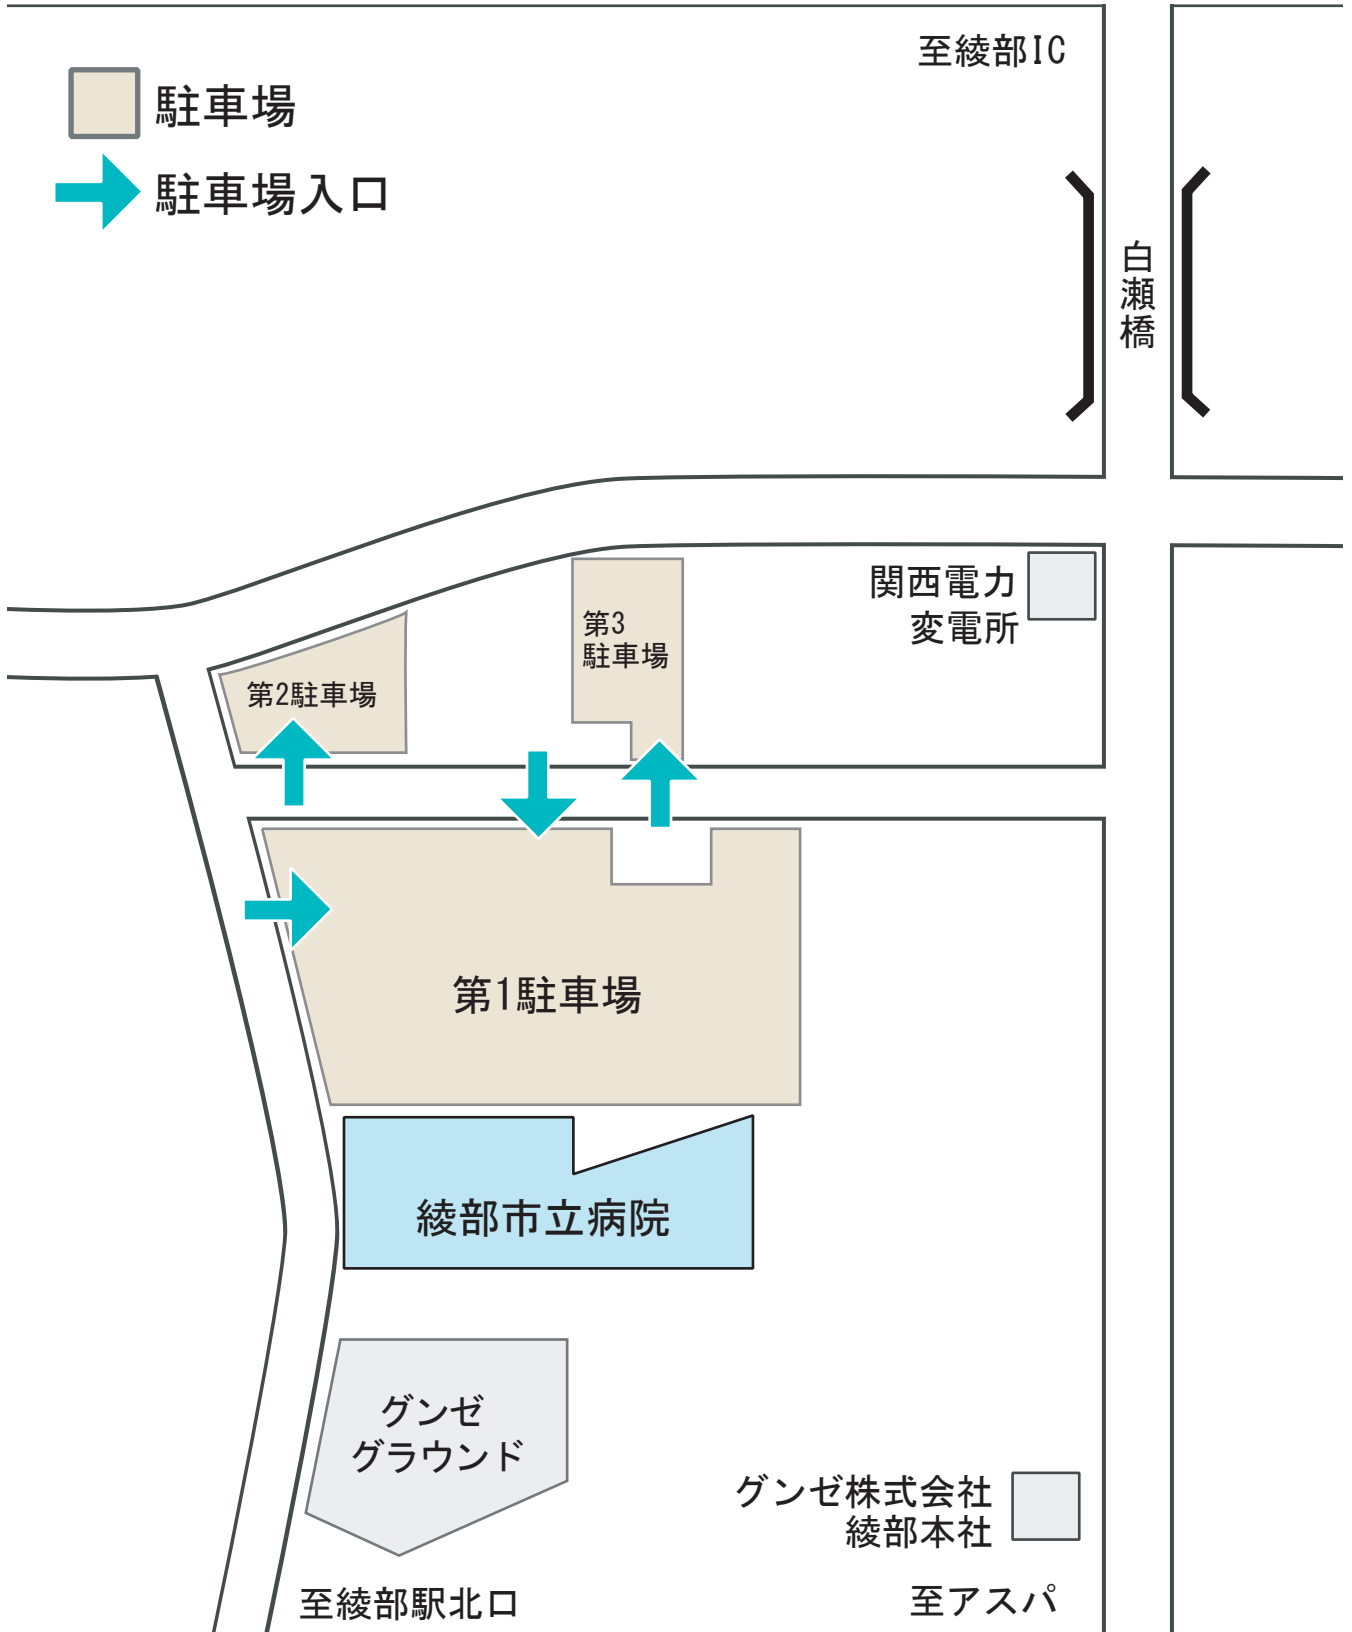 至綾部IC
駐車場
駐車場入口
白瀬橋
関西電力
変電所
第3
駐車場
第2駐車場
第1駐車場
綾部市立病院
グンゼ
グラウンド
グンゼ株式会社
綾部本社
至綾部駅北口
至アスパ